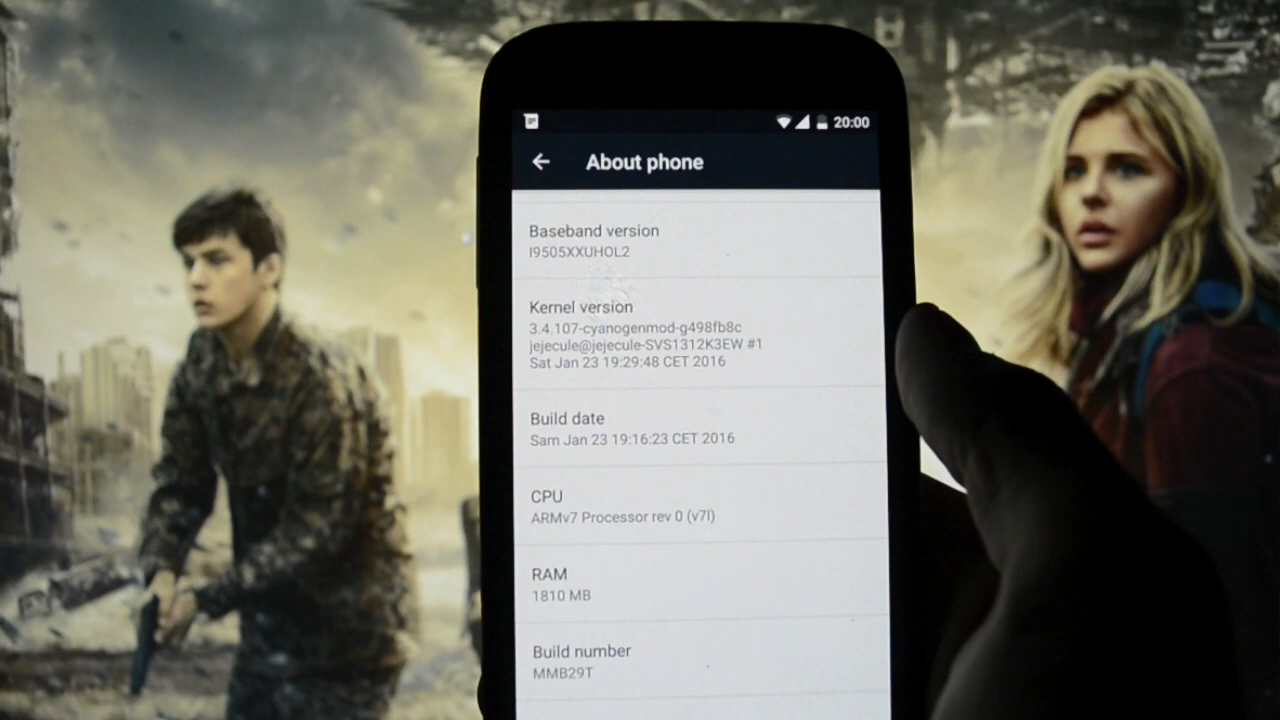 20:00
About phone
Baseband version
I9505XXUHOL2
Kernel version
3.4.107-cyanogenmod-g498fb8c
jejecule@jejecule-SVS1312K3EW #1
Sat Jan 23 19:29:48 CET 2016
Build date
Sam Jan 23 19:16:23 CET 2016
CPU
ARMv7 Processor rev 0 (v7l)
RAM
1810 MB
Build number
MMB29T